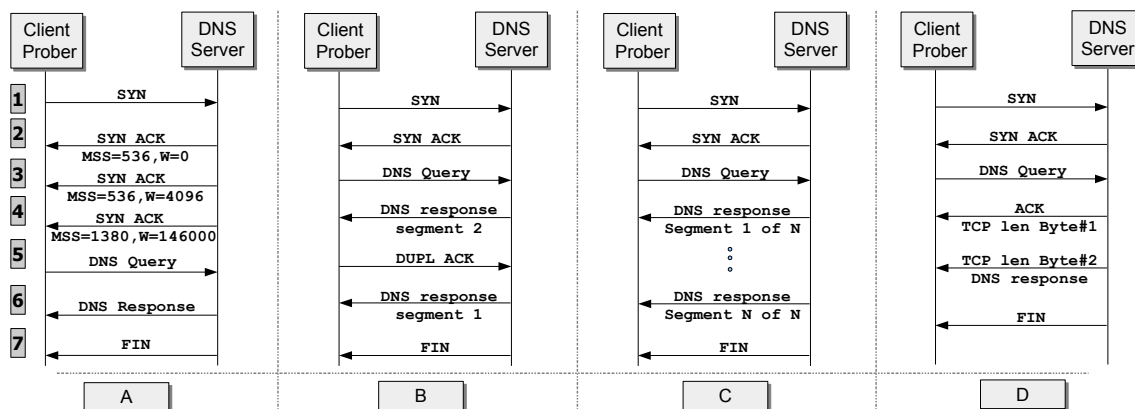 Client
Prober
DNS
Server
Client
Prober
DNS
Server
Client
Prober
DNS
Server
Client
Prober
DNS
Server
1
2
3
4
5
6
7
SYN
SYN ACK
MSS=536,W=0
SYN ACK
MSS=536,W=4096
SYN ACK
MSS=1380,W=146000
DNS Query
DNS Response
FIN
A
SYN
SYN ACK
DNS Query
DNS response
segment 2
DUPL ACK
DNS response
segment 1
FIN
B
SYN
SYN ACK
DNS Query
DNS response
Segment 1 of N
DNS response
Segment N of N
FIN
C
SYN
SYN ACK
DNS Query
ACK
TCP len Byte#1
TCP len Byte#2
DNS response
FIN
D